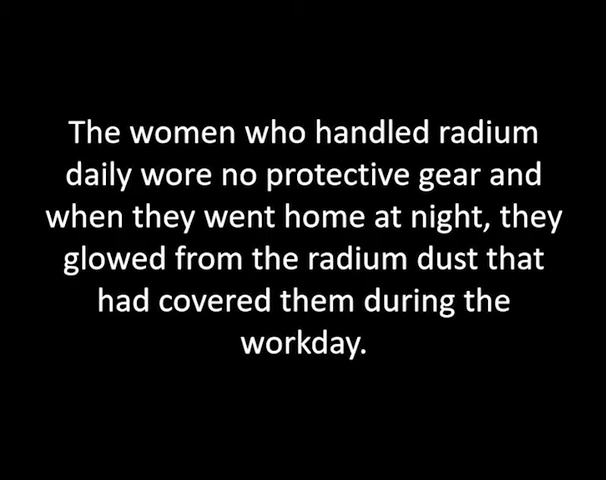 The women who handled radium
daily wore no protective gear and
when they went home at night, they
glowed from the radium dust that
had covered them during the
workday.